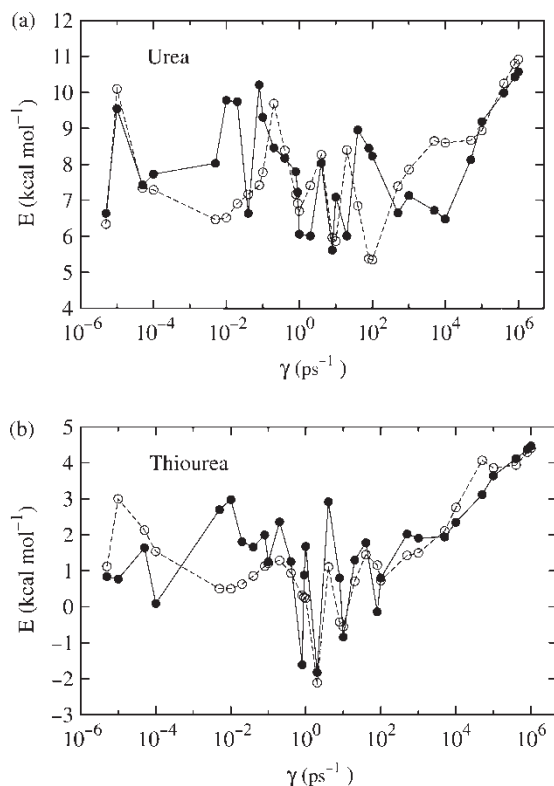 (a)
Urea
E (kcal mol⁻¹)
12
11
10
9
8
7
6
5
4
10⁻⁶ 10⁻⁴ 10⁻² 10⁰ 10² 10⁴ 10⁶
γ (ps⁻¹)
(b)
Thiourea
E (kcal mol⁻¹)
5
4
3
2
1
0
−1
−2
−3
10⁻⁶ 10⁻⁴ 10⁻² 10⁰ 10² 10⁴ 10⁶
γ (ps⁻¹)